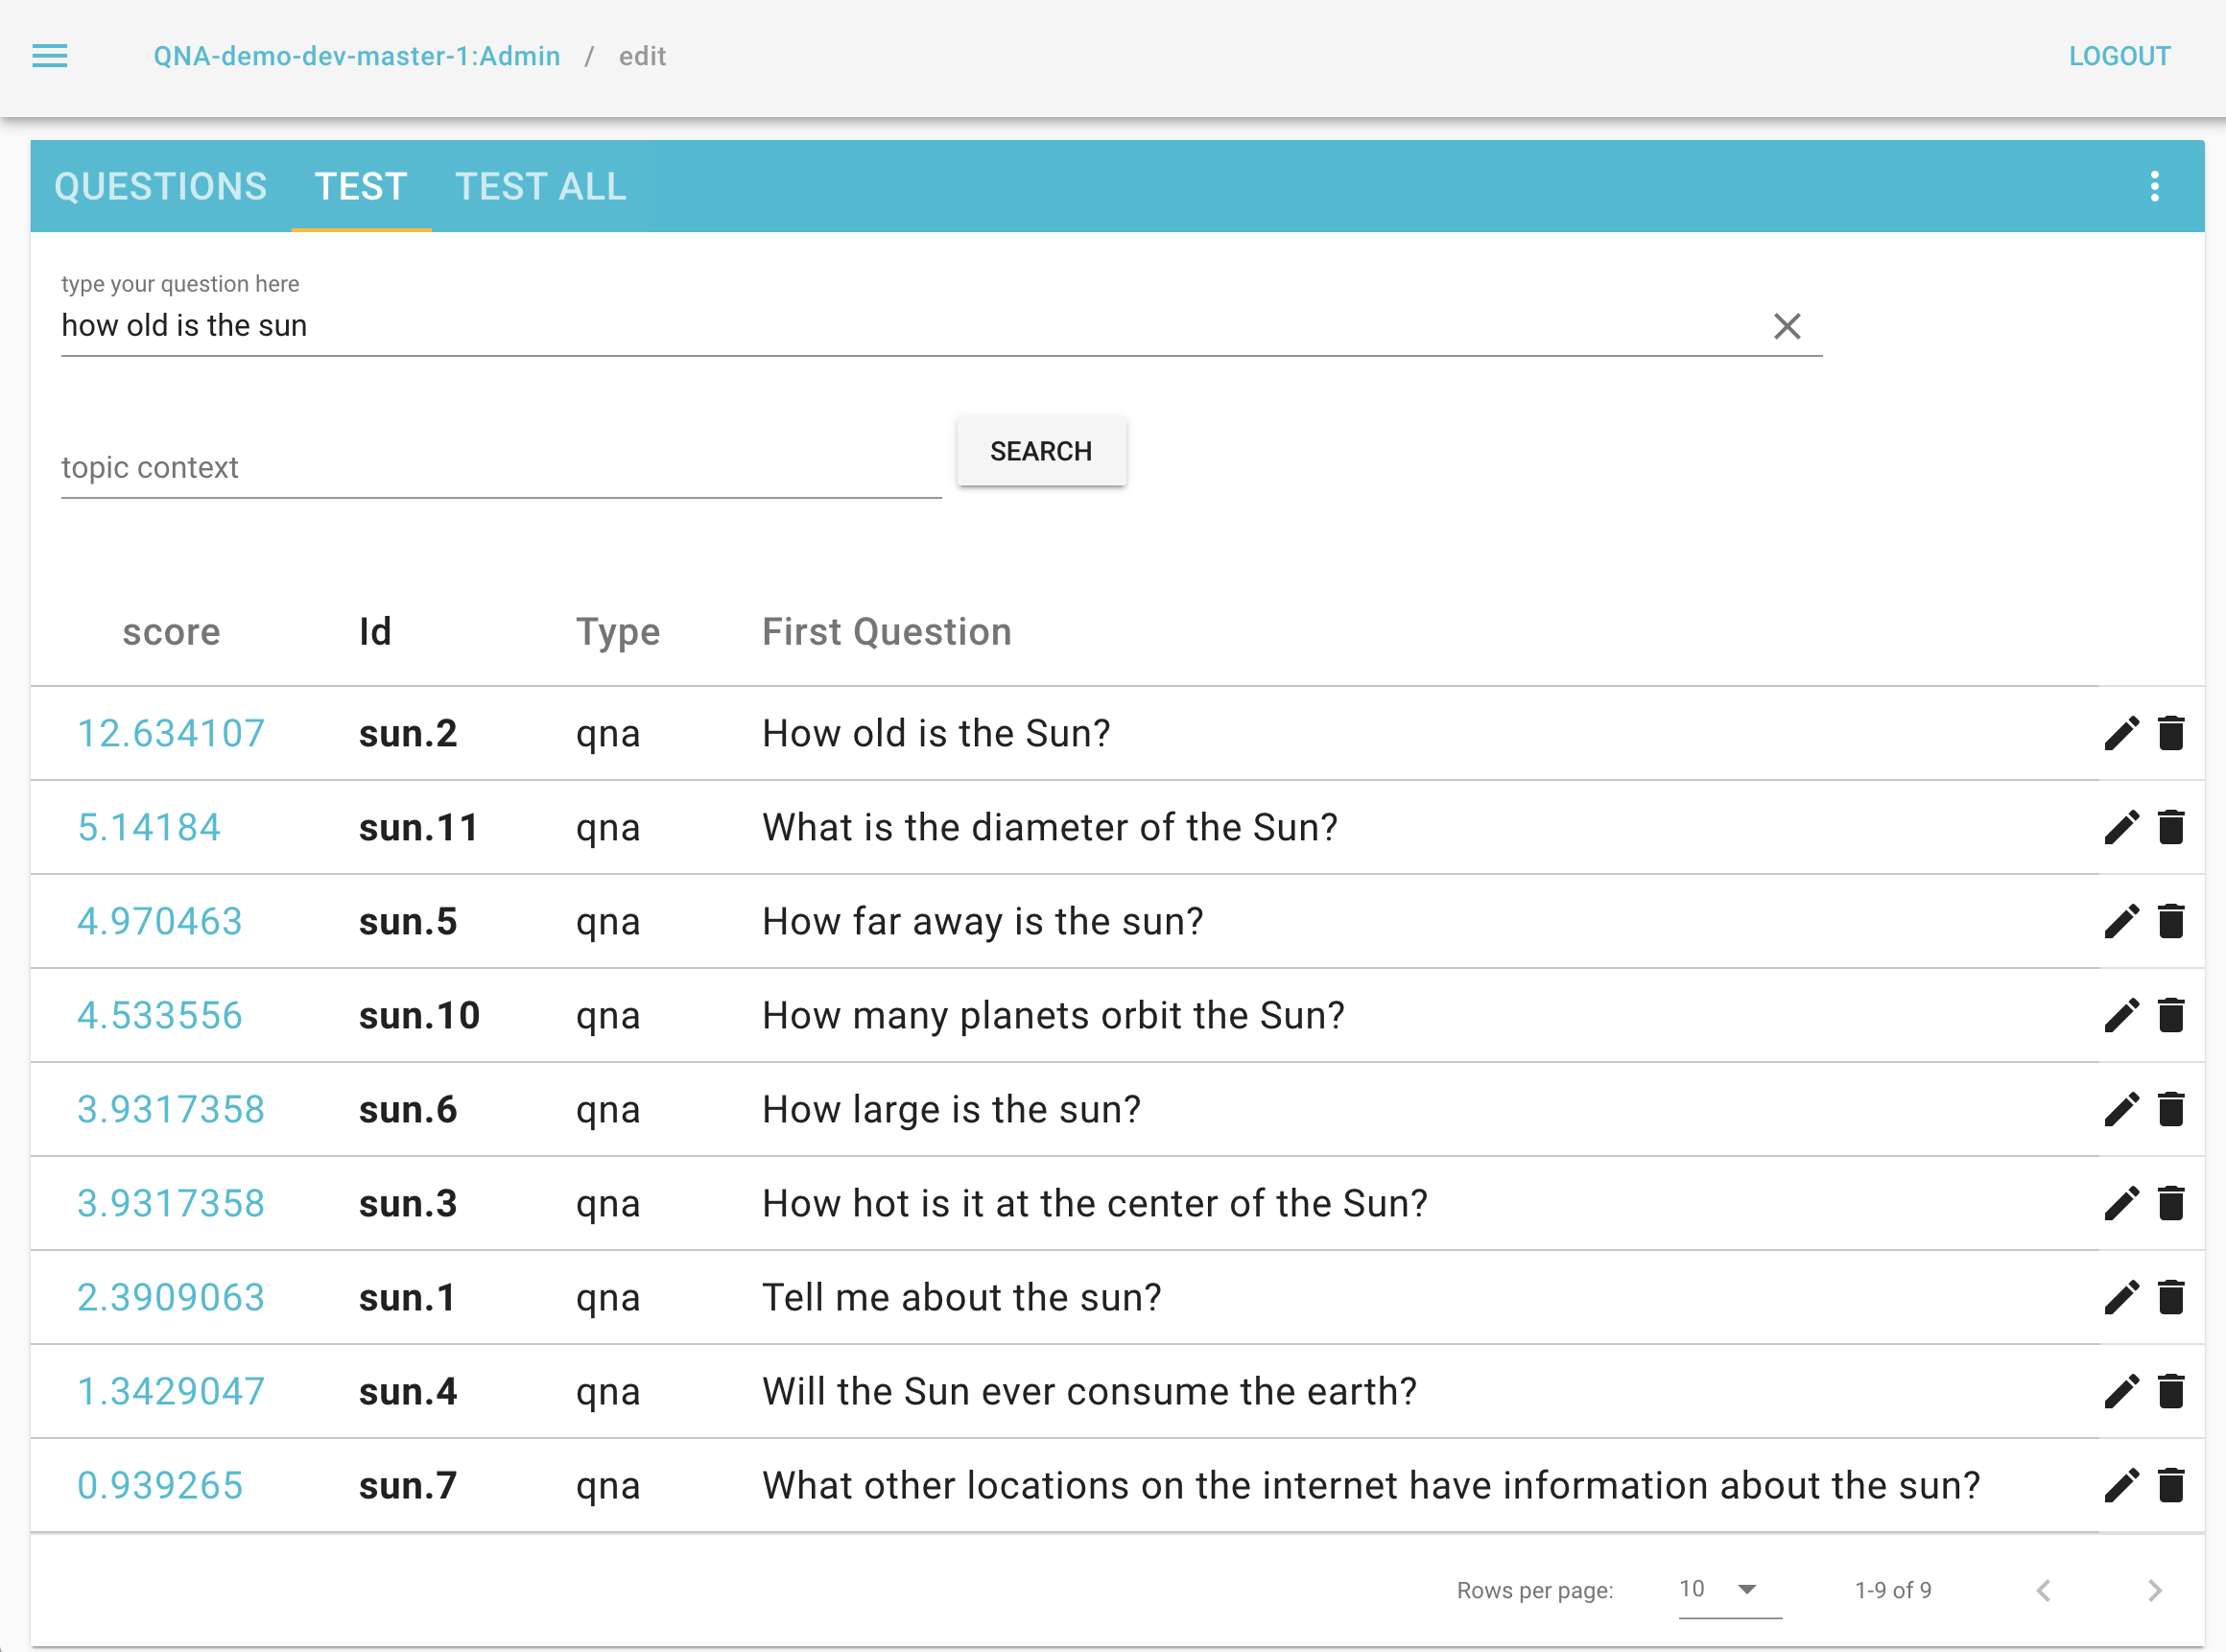 QNA-demo-dev-master-1:Admin / edit LOGOUT
QUESTIONS TEST TEST ALL
type your question here
how old is the sun
topic context SEARCH
score Id Type First Question
12.634107 sun.2 qna How old is the Sun?
5.14184 sun.11 qna What is the diameter of the Sun?
4.970463 sun.5 qna How far away is the sun?
4.533556 sun.10 qna How many planets orbit the Sun?
3.9317358 sun.6 qna How large is the sun?
3.9317358 sun.3 qna How hot is it at the center of the Sun?
2.3909063 sun.1 qna Tell me about the sun?
1.3429047 sun.4 qna Will the Sun ever consume the earth?
0.939265 sun.7 qna What other locations on the internet have information about the sun?
Rows per page: 10 1-9 of 9